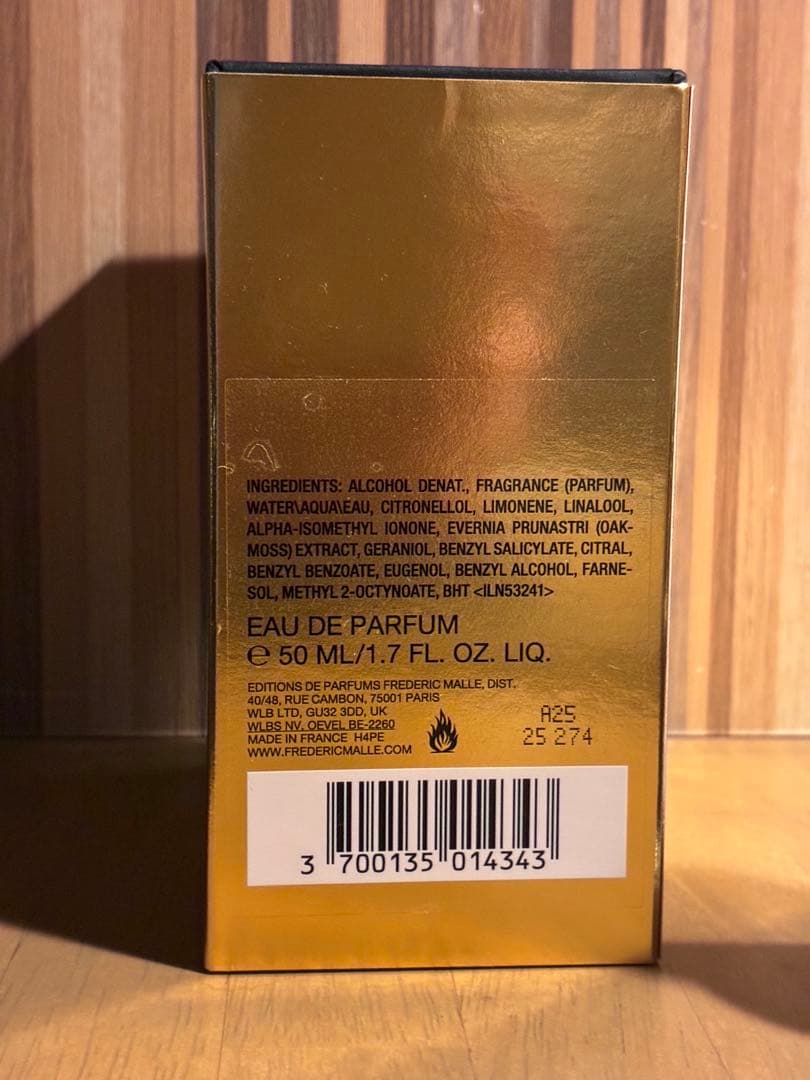 INGREDIENTS: ALCOHOL DENAT., FRAGRANCE (PARFUM),
WATER\AQUA\EAU, CITRONELLOL, LIMONENE, LINALOOL,
ALPHA-ISOMETHYL IONONE, EVERNIA PRUNASTRI (OAK-
MOSS) EXTRACT, GERANIOL, BENZYL SALICYLATE, CITRAL,
BENZYL BENZOATE, EUGENOL, BENZYL ALCOHOL, FARNE-
SOL, METHYL 2-OCTYNOATE, BHT <ILN53241>
EAU DE PARFUM
℮ 50 ML/1.7 FL. OZ. LIQ.
EDITIONS DE PARFUMS FREDERIC MALLE, DIST.
40/48, RUE CAMBON, 75001 PARIS
WLB LTD, GU32 3DD, UK
WLBS NV, OEVEL BE-2260
MADE IN FRANCE H4PE
WWW.FREDERICMALLE.COM
A25
25 274
3 700135 014343